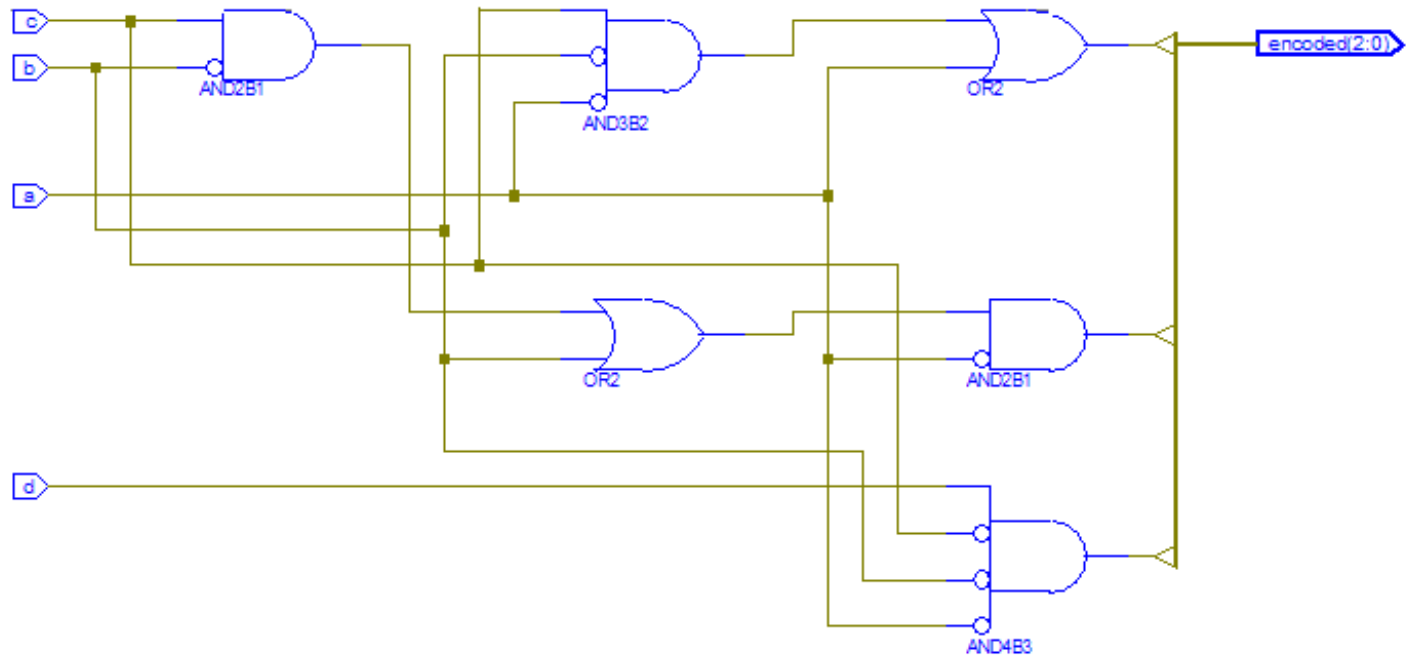 c
encoded(2:0)
b
AND2B1
OR2
AND3B2
a
OR2
AND2B1
d
AND4B3